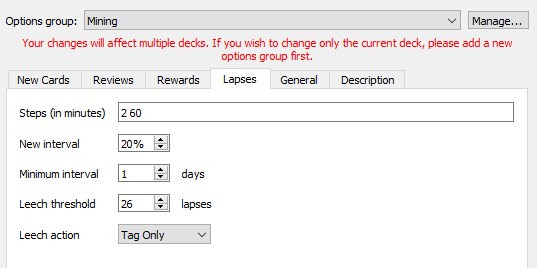 Options group: Mining Manage...
Your changes will affect multiple decks. If you wish to change only the current deck, please add a new
options group first.
New Cards Reviews Rewards Lapses General Description
Steps (in minutes) 2 60
New interval 20%
Minimum interval 1 days
Leech threshold 26 lapses
Leech action Tag Only